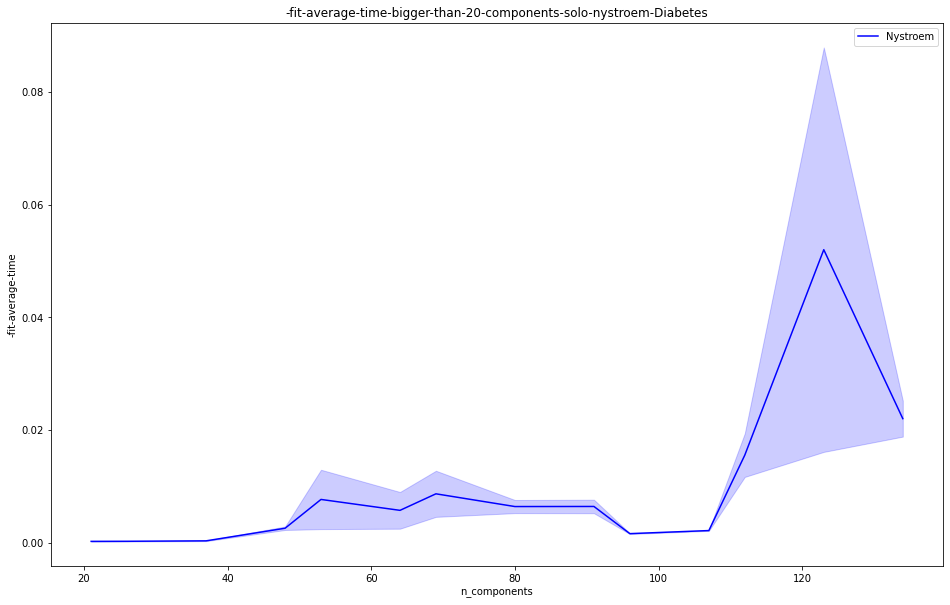 -fit-average-time-bigger-than-20-components-solo-nystroem-Diabetes
Nystroem
0.08
0.06
0.04
0.02
0.00
-fit-average-time
20 40 60 80 100 120
n_components